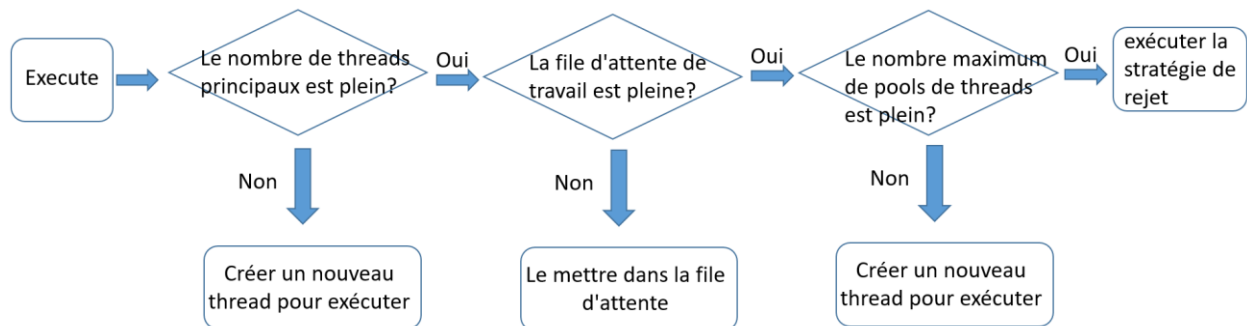 Execute
Le nombre de threads
principaux est plein?
Oui
La file d'attente de
travail est pleine?
Oui
Le nombre maximum
de pools de threads
est plein?
Oui
exécuter la
stratégie de
rejet
Non
Non
Non
Créer un nouveau
thread pour exécuter
Le mettre dans la file
d'attente
Créer un nouveau
thread pour exécuter